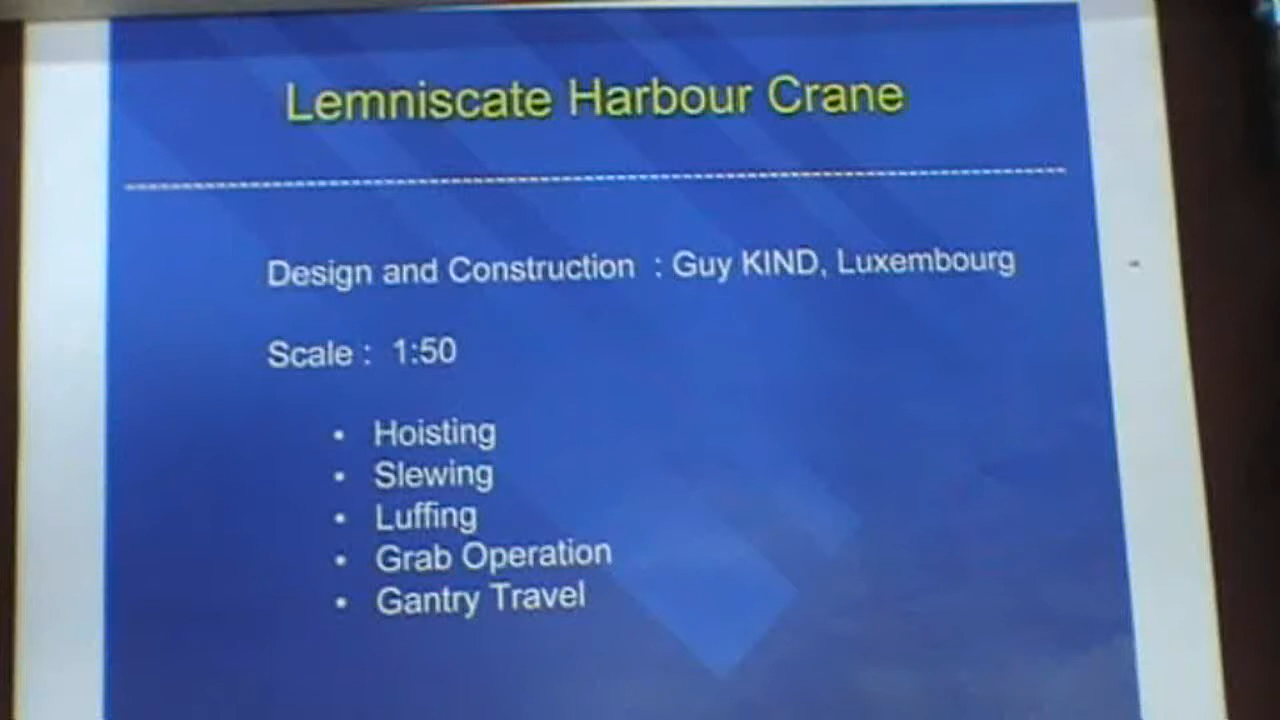 Lemniscate Harbour Crane
Design and Construction : Guy KIND, Luxembourg
Scale : 1:50
• Hoisting
• Slewing
• Luffing
• Grab Operation
• Gantry Travel